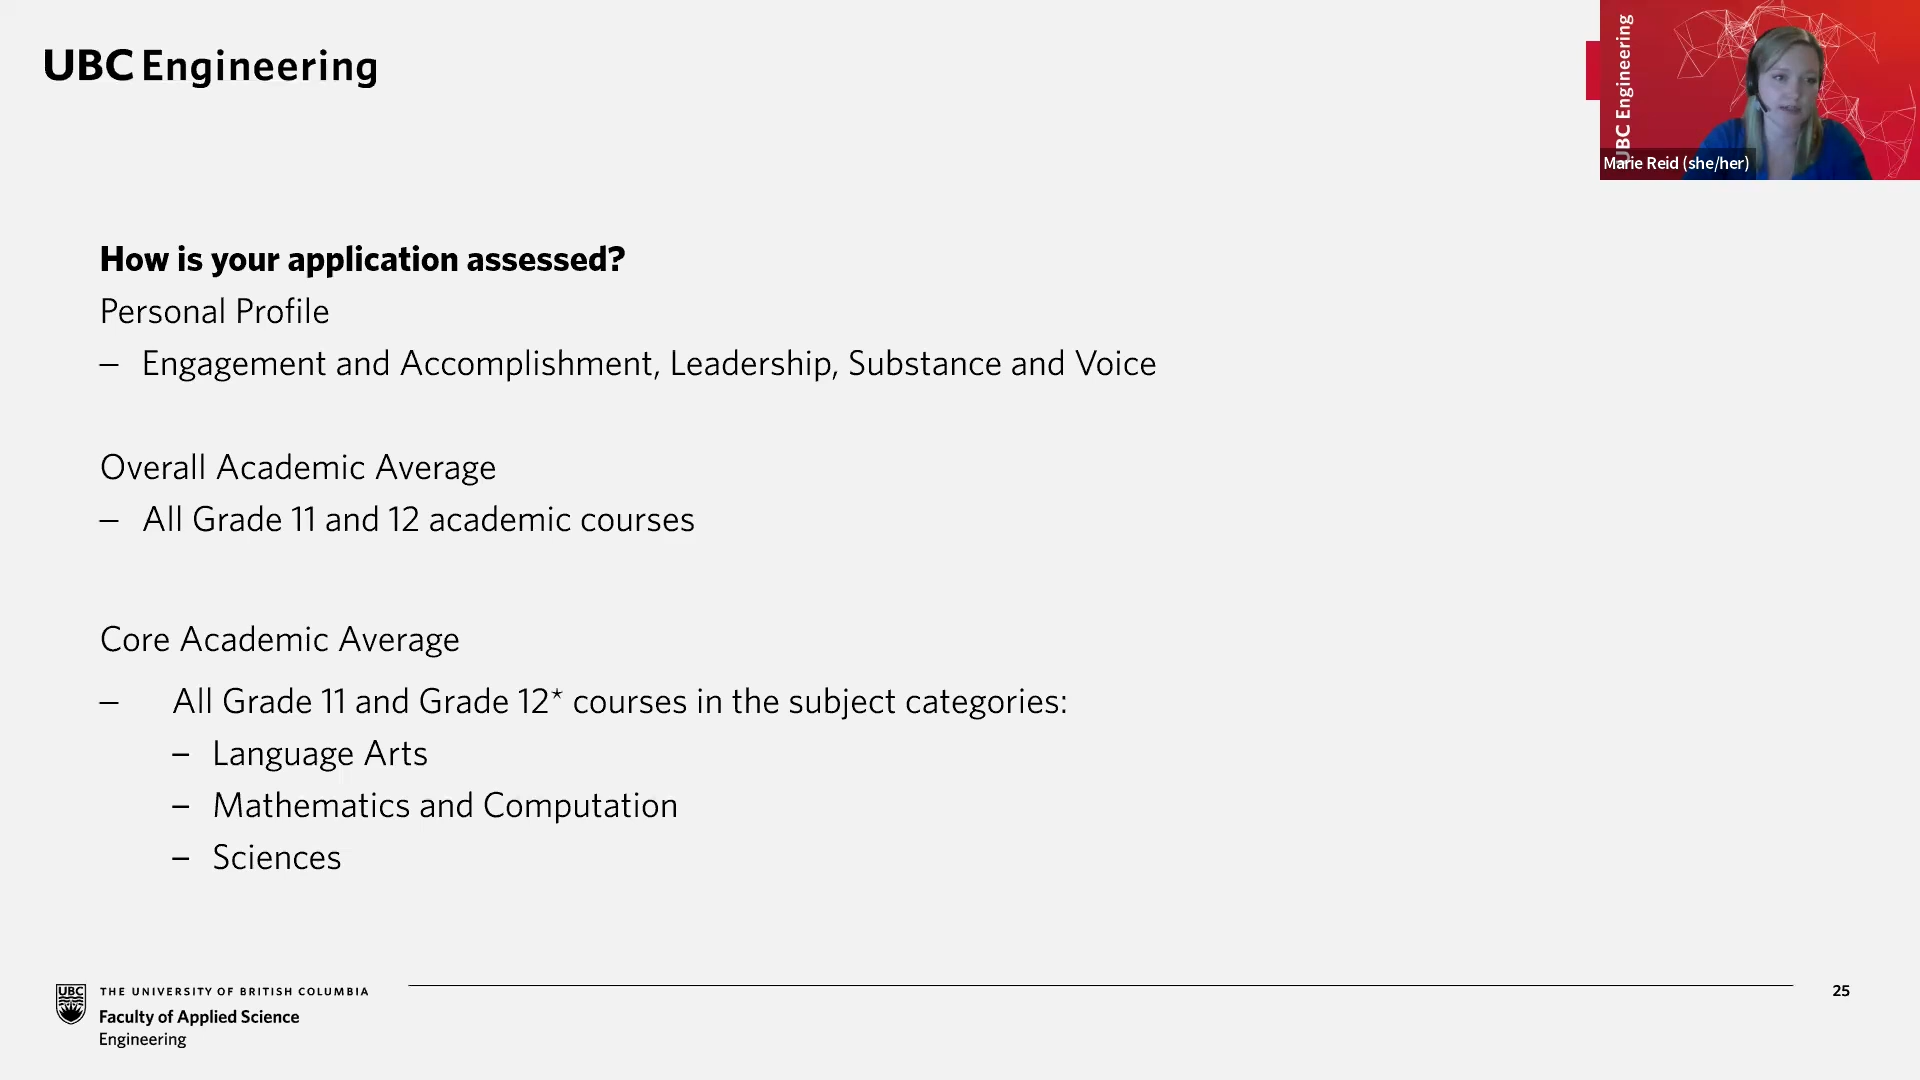 UBC Engineering
UBC Engineering
Marie Reid (she/her)
How is your application assessed?
Personal Profile
– Engagement and Accomplishment, Leadership, Substance and Voice
Overall Academic Average
– All Grade 11 and 12 academic courses
Core Academic Average
– All Grade 11 and Grade 12* courses in the subject categories:
– Language Arts
– Mathematics and Computation
– Sciences
UBC
THE UNIVERSITY OF BRITISH COLUMBIA
Faculty of Applied Science
Engineering
25